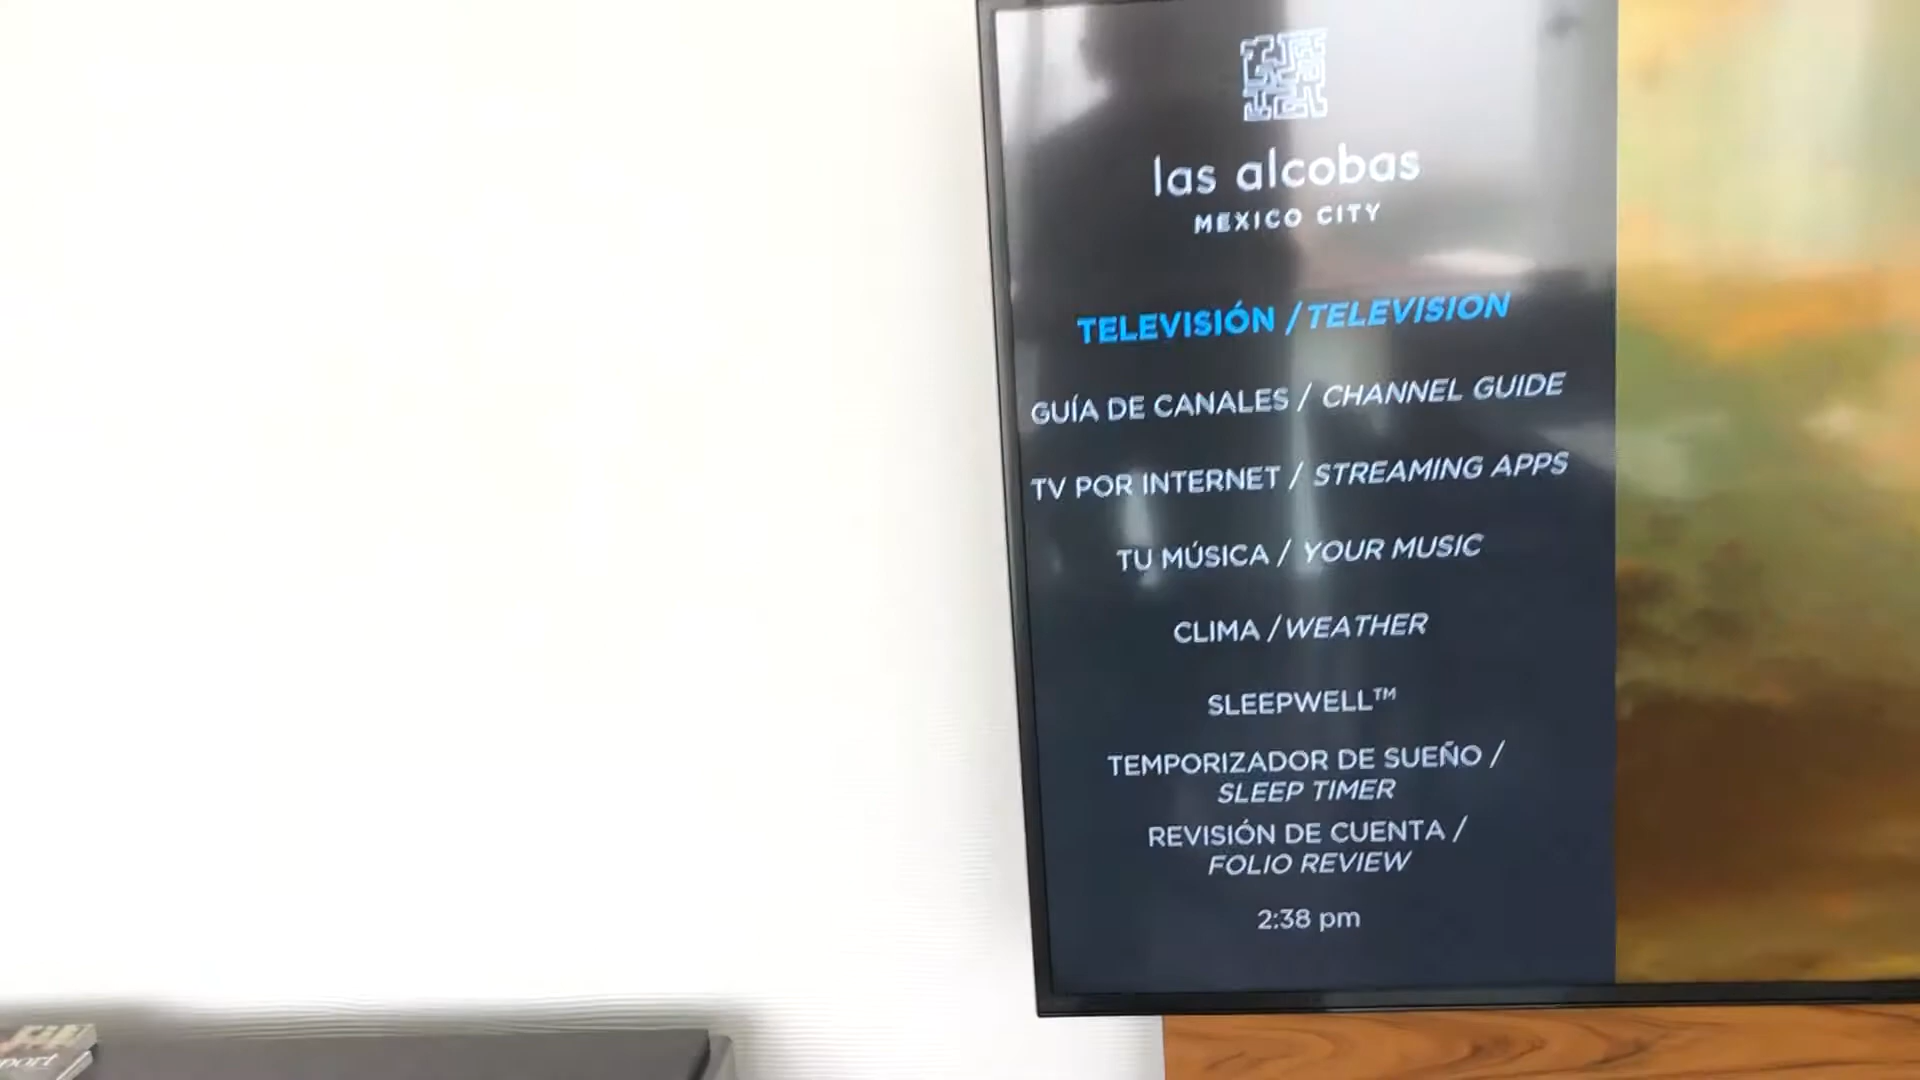 las alcobas
MEXICO CITY
TELEVISIÓN / TELEVISION
GUÍA DE CANALES / CHANNEL GUIDE
TV POR INTERNET / STREAMING APPS
TU MÚSICA / YOUR MUSIC
CLIMA / WEATHER
SLEEPWELL™
TEMPORIZADOR DE SUEÑO /
SLEEP TIMER
REVISIÓN DE CUENTA /
FOLIO REVIEW
2:38 pm